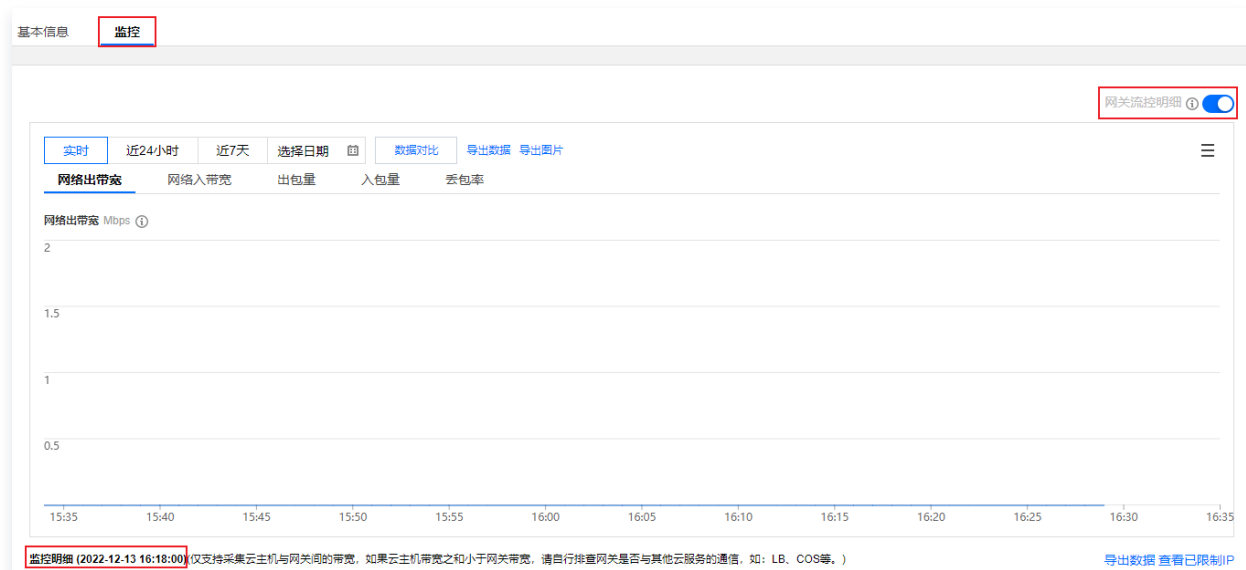 基本信息 监控
网关流控明细
实时 近24小时 近7天 选择日期 数据对比 导出数据 导出图片
网络出带宽 网络入带宽 出包量 入包量 丢包率
网络出带宽 Mbps
2
1.5
1
0.5
15:35 15:40 15:45 15:50 15:55 16:00 16:05 16:10 16:15 16:20 16:25 16:30 16:35
监控明细 (2022-12-13 16:18:00)(仅支持采集云主机与网关间的带宽，如果云主机带宽之和小于网关带宽，请自行排查网关是否与其他云服务的通信，如：LB、COS等。) 导出数据 查看已限制IP